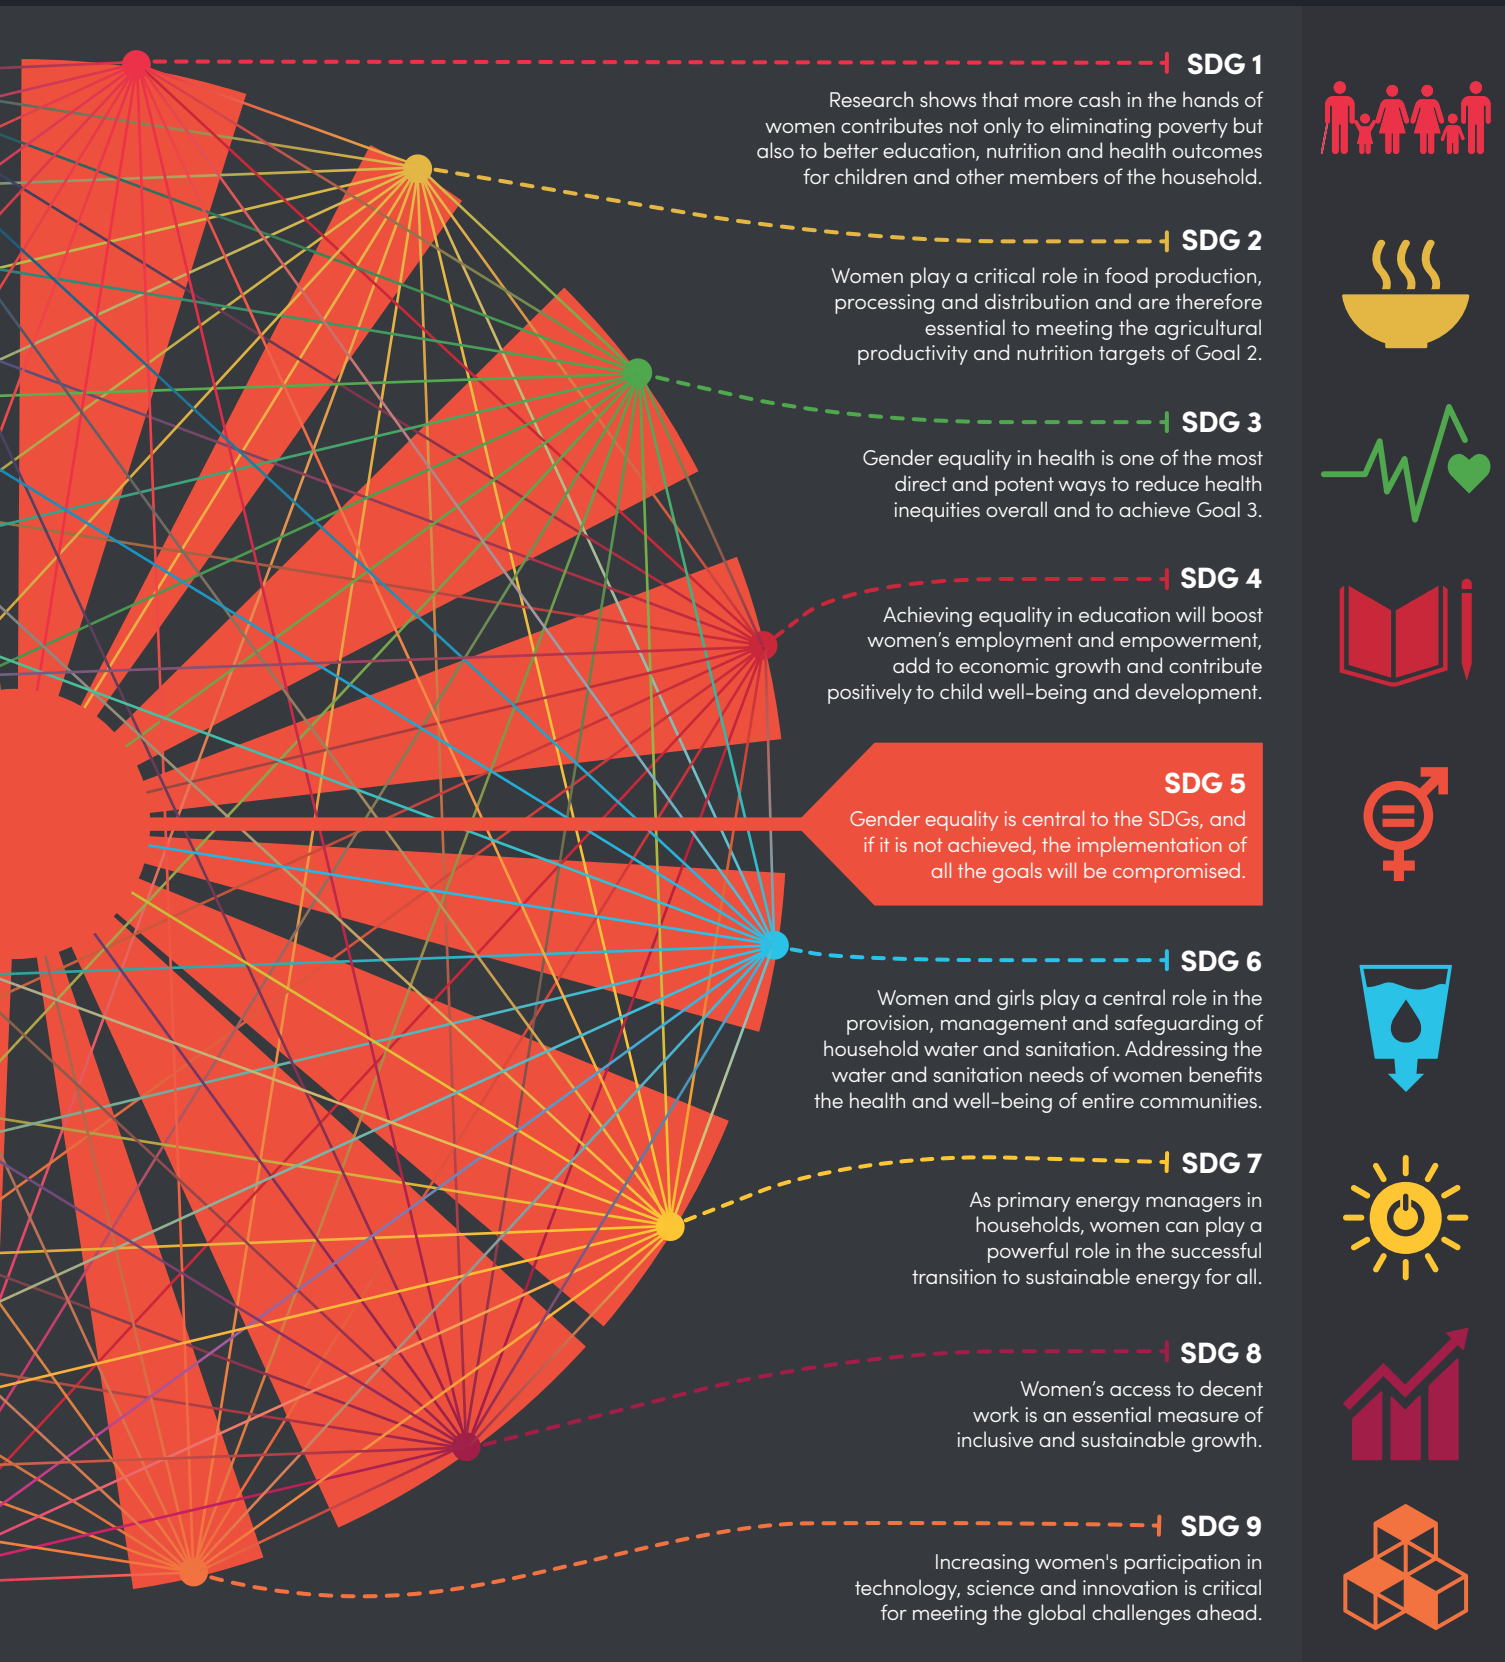 SDG 1
Research shows that more cash in the hands of
women contributes not only to eliminating poverty but
also to better education, nutrition and health outcomes
for children and other members of the household.
SDG 2
Women play a critical role in food production,
processing and distribution and are therefore
essential to meeting the agricultural
productivity and nutrition targets of Goal 2.
SDG 3
Gender equality in health is one of the most
direct and potent ways to reduce health
inequities overall and to achieve Goal 3.
SDG 4
Achieving equality in education will boost
women’s employment and empowerment,
add to economic growth and contribute
positively to child well-being and development.
SDG 5
Gender equality is central to the SDGs, and
if it is not achieved, the implementation of
all the goals will be compromised.
SDG 6
Women and girls play a central role in the
provision, management and safeguarding of
household water and sanitation. Addressing the
water and sanitation needs of women benefits
the health and well-being of entire communities.
SDG 7
As primary energy managers in
households, women can play a
powerful role in the successful
transition to sustainable energy for all.
SDG 8
Women’s access to decent
work is an essential measure of
inclusive and sustainable growth.
SDG 9
Increasing women's participation in
technology, science and innovation is critical
for meeting the global challenges ahead.